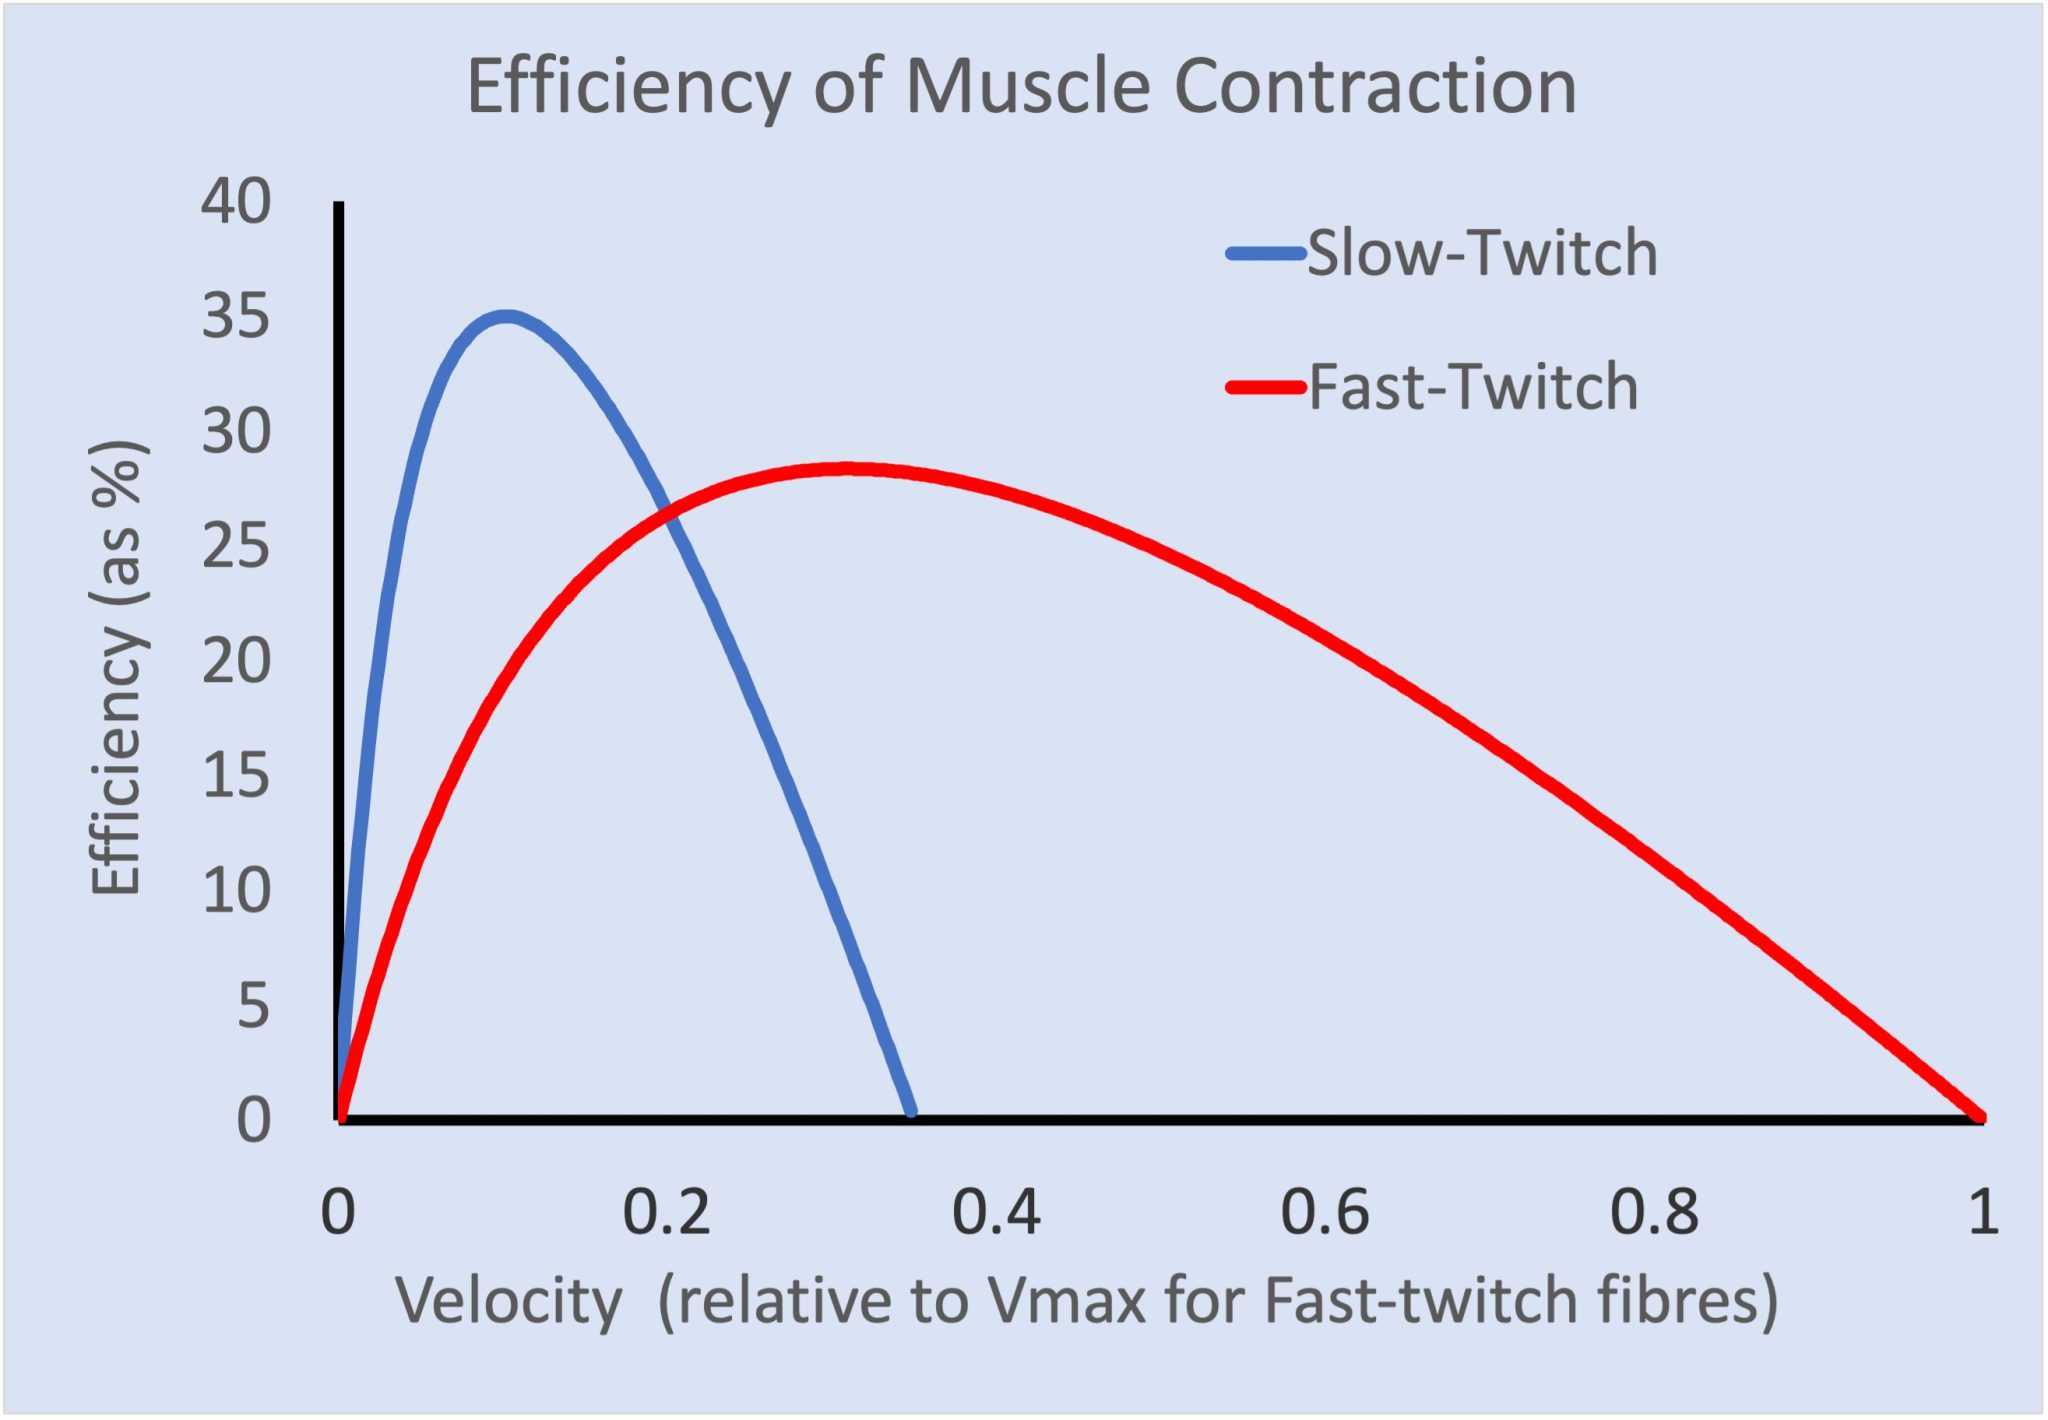 Efficiency of Muscle Contraction
40
35
30
25
20
15
10
5
0
Efficiency (as %)
Slow-Twitch
Fast-Twitch
0 0.2 0.4 0.6 0.8 1
Velocity  (relative to Vmax for Fast-twitch fibres)